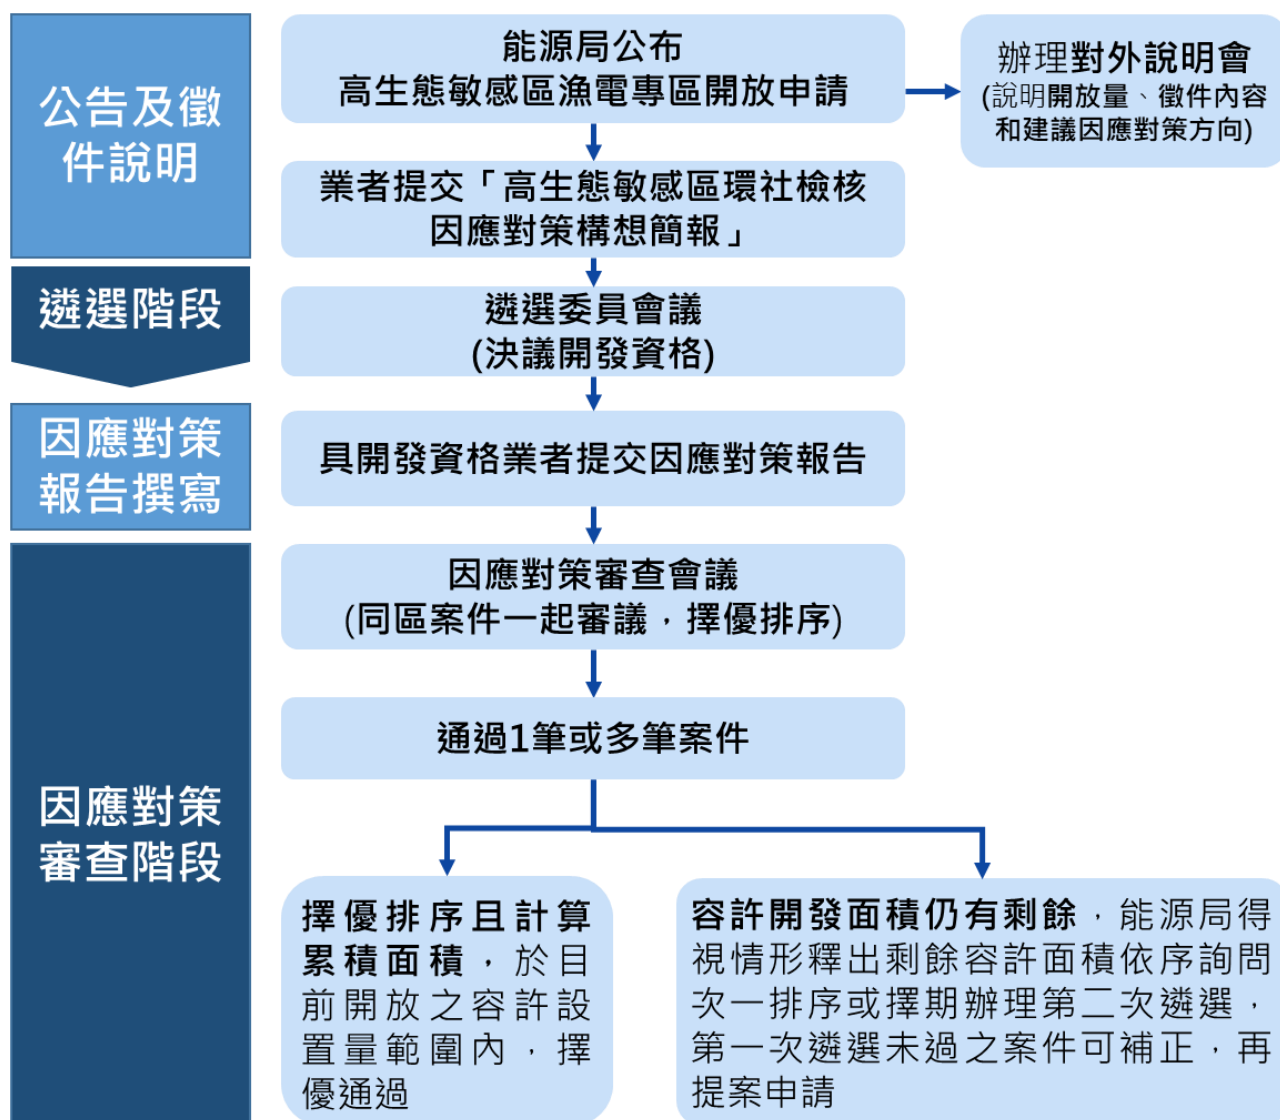 公告及徵
件說明
能源局公布
高生態敏感區漁電專區開放申請
辦理對外說明會
(說明開放量、徵件內容
和建議因應對策方向)
業者提交「高生態敏感區環社檢核
因應對策構想簡報」
遴選階段
遴選委員會議
(決議開發資格)
因應對策
報告撰寫
具開發資格業者提交因應對策報告
因應對策
審查階段
因應對策審查會議
(同區案件一起審議，擇優排序)
通過1筆或多筆案件
擇優排序且計算
累積面積，於目
前開放之容許設
置量範圍內，擇
優通過
容許開發面積仍有剩餘，能源局得
視情形釋出剩餘容許面積依序詢問
次一排序或擇期辦理第二次遴選，
第一次遴選未過之案件可補正，再
提案申請